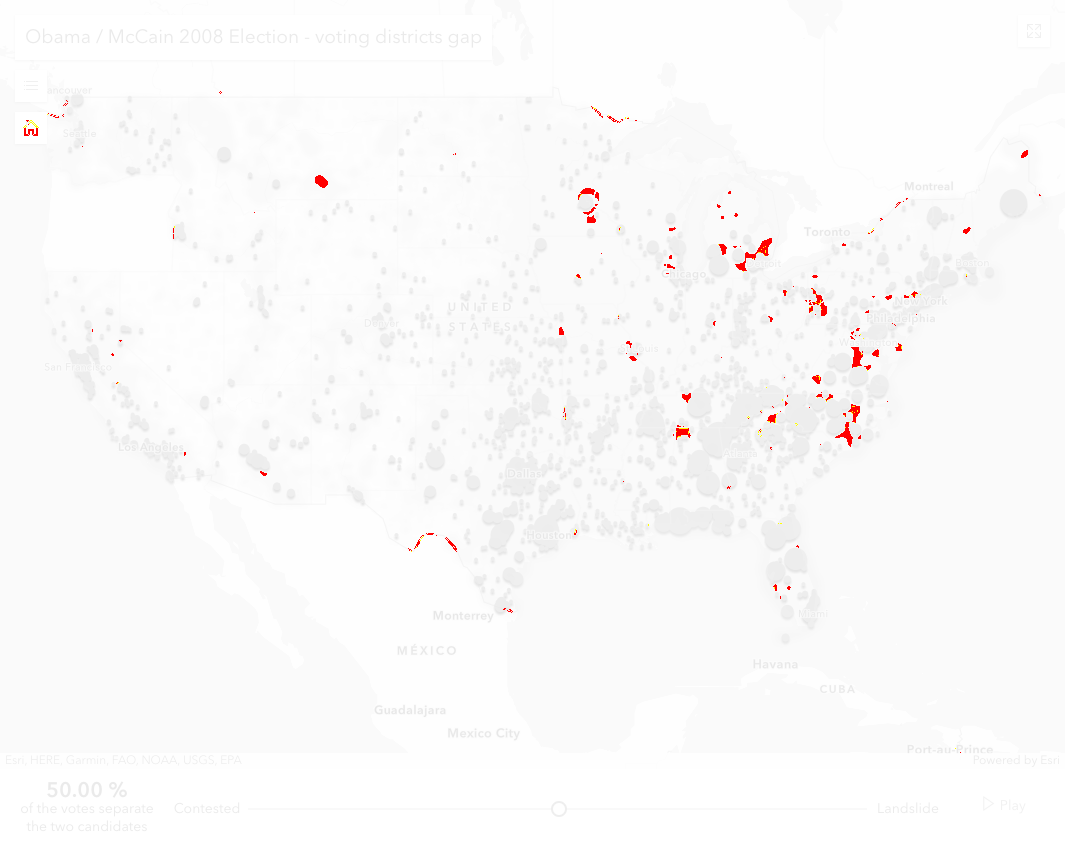 Obama / McCain 2008 Election - voting districts gap
ancouver
Seattle
Montreal
Toronto
Boston
Chicago
New York
Philadelphia
UNITED
STATES
Denver
San Francisco
Los Angeles
Dallas
Houston
Miami
Monterrey
MÉXICO
Havana
CUBA
Guadalajara
Mexico City
Port-au-Prince
Esri, HERE, Garmin, FAO, NOAA, USGS, EPA
Powered by Esri
50.00 %
of the votes separate
the two candidates
Contested
Landslide
Play